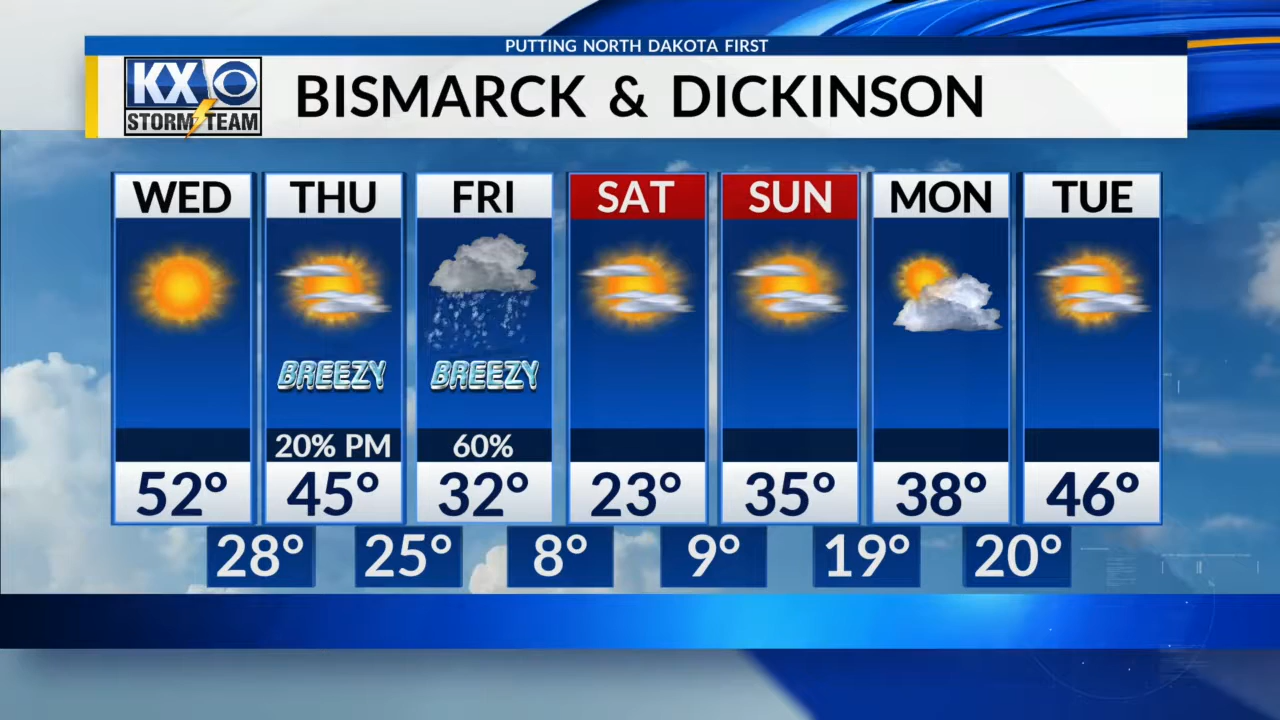 PUTTING NORTH DAKOTA FIRST
KX
STORM TEAM
BISMARCK & DICKINSON
WED THU FRI SAT SUN MON TUE
BREEZY BREEZY
20% PM 60%
52° 45° 32° 23° 35° 38° 46°
28° 25° 8° 9° 19° 20°